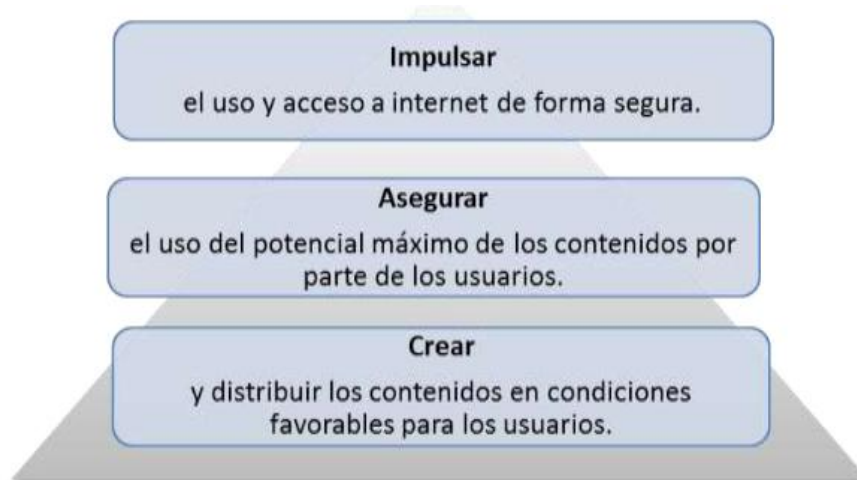 Impulsar
el uso y acceso a internet de forma segura.
Asegurar
el uso del potencial máximo de los contenidos por
parte de los usuarios.
Crear
y distribuir los contenidos en condiciones
favorables para los usuarios.